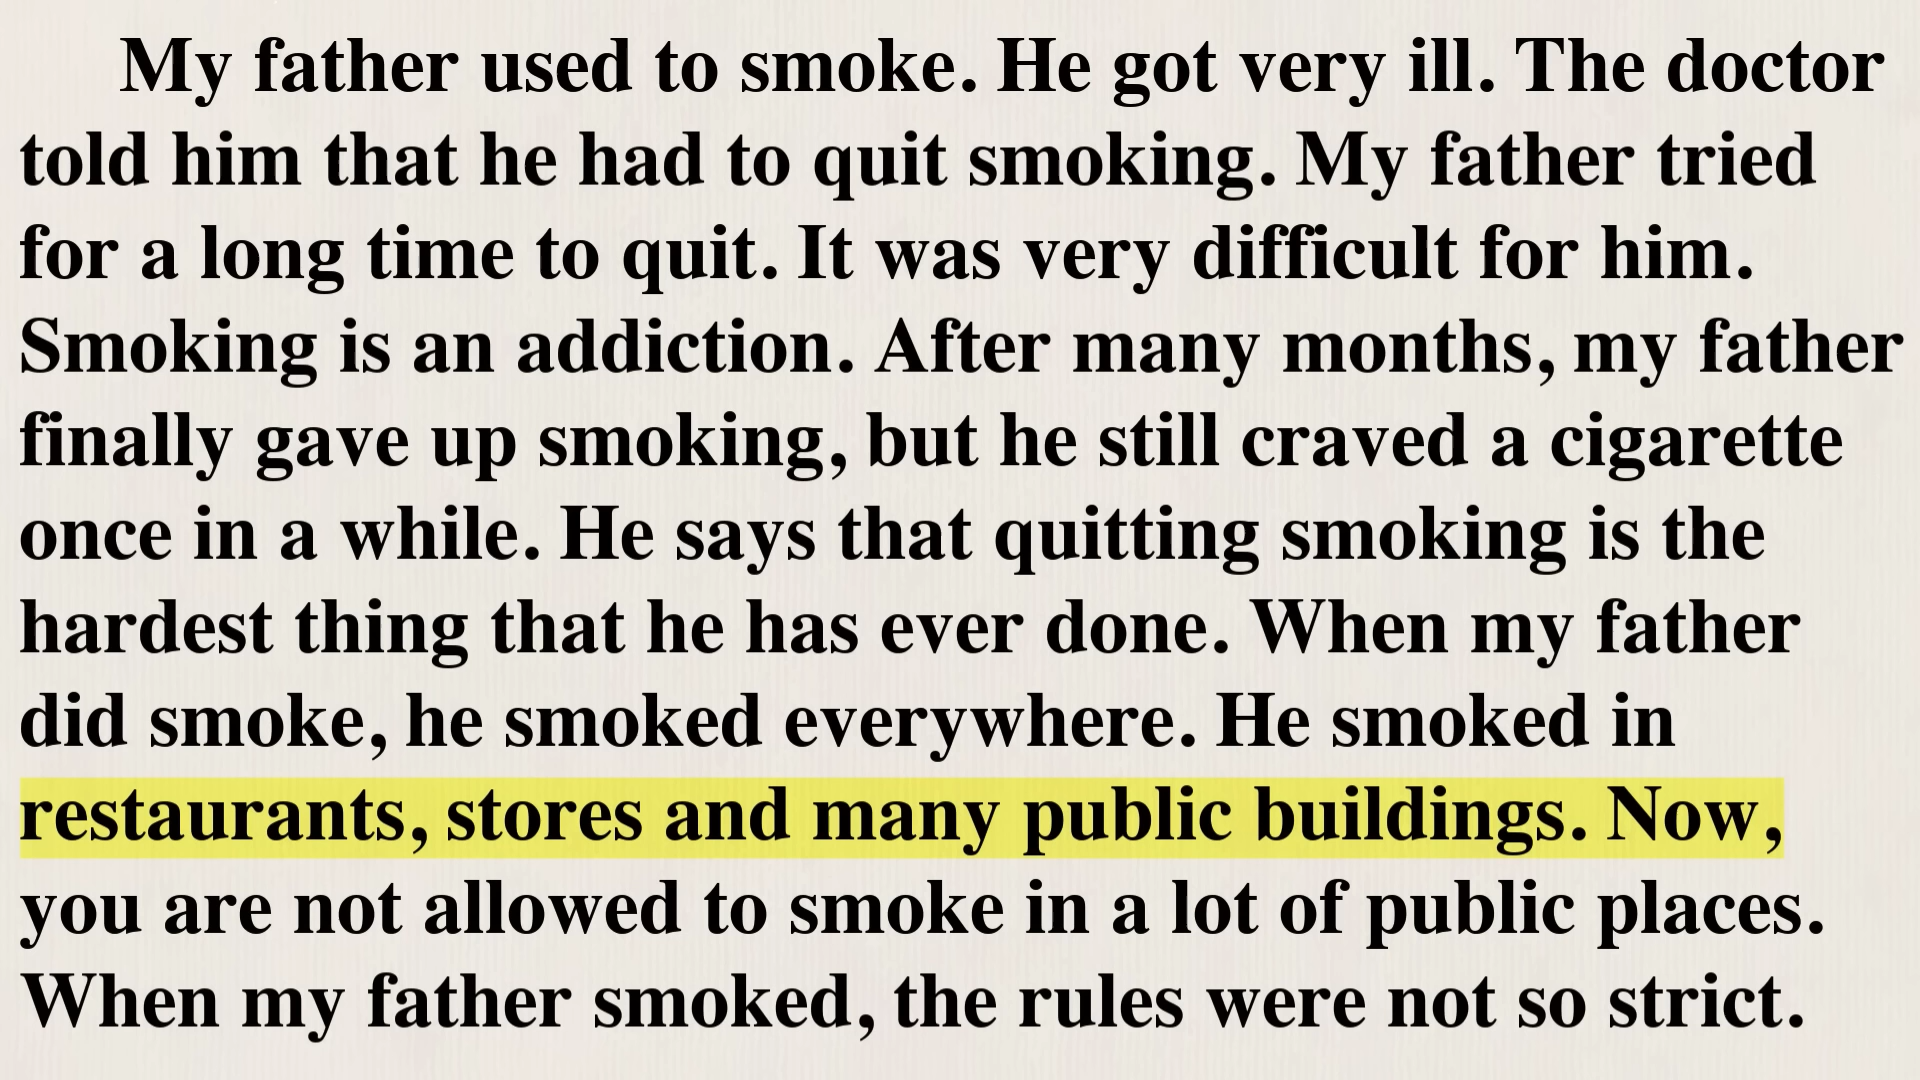 My father used to smoke. He got very ill. The doctor
told him that he had to quit smoking. My father tried
for a long time to quit. It was very difficult for him.
Smoking is an addiction. After many months, my father
finally gave up smoking, but he still craved a cigarette
once in a while. He says that quitting smoking is the
hardest thing that he has ever done. When my father
did smoke, he smoked everywhere. He smoked in
restaurants, stores and many public buildings. Now,
you are not allowed to smoke in a lot of public places.
When my father smoked, the rules were not so strict.